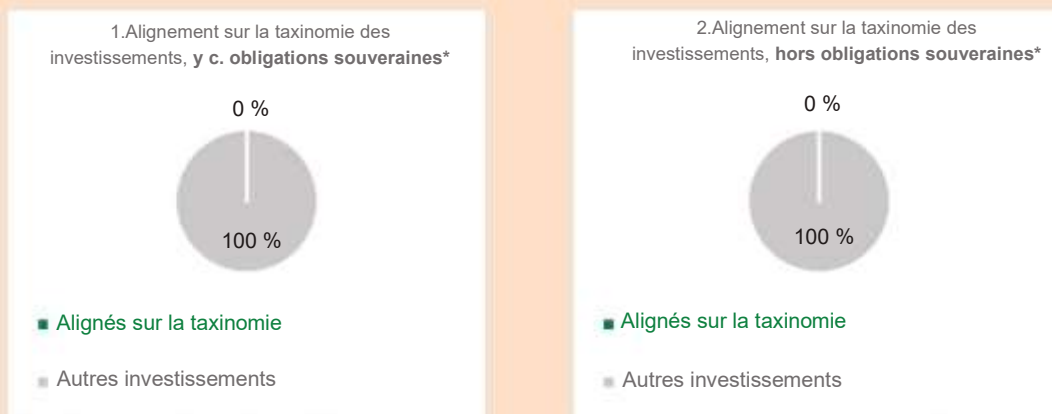 1.Alignement sur la taxinomie des
investissements, y c. obligations souveraines*
0 %
100 %
Alignés sur la taxinomie
Autres investissements
2.Alignement sur la taxinomie des
investissements, hors obligations souveraines*
0 %
100 %
Alignés sur la taxinomie
Autres investissements